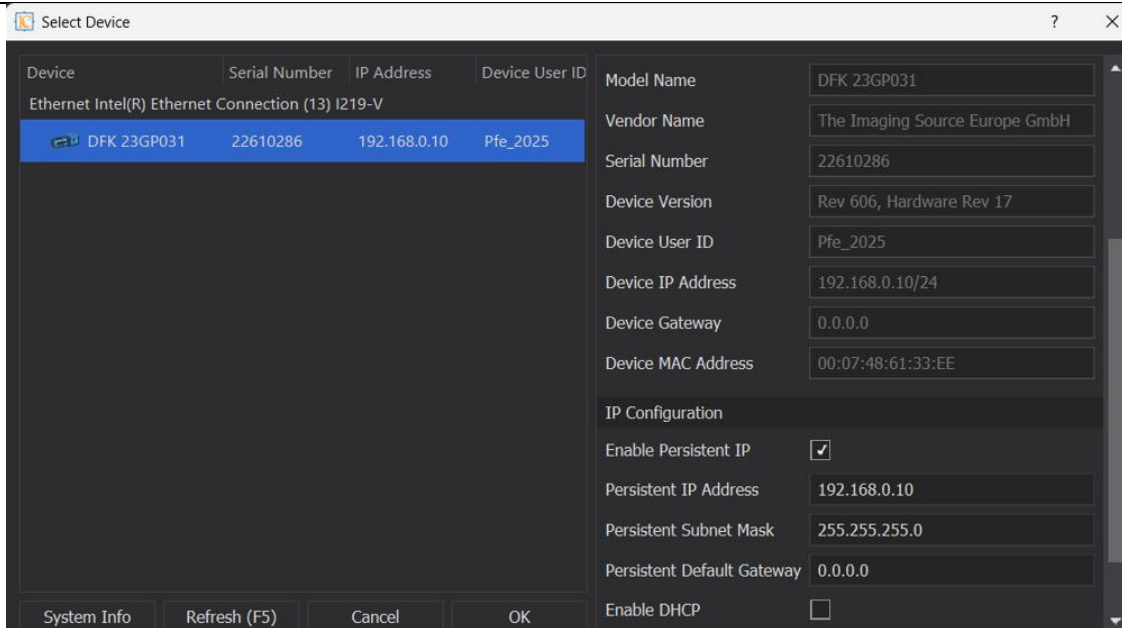 Select Device
?
Device Serial Number IP Address Device User ID
Ethernet Intel(R) Ethernet Connection (13) I219-V
DFK 23GP031 22610286 192.168.0.10 Pfe_2025
System Info Refresh (F5) Cancel OK
Model Name DFK 23GP031
Vendor Name The Imaging Source Europe GmbH
Serial Number 22610286
Device Version Rev 606, Hardware Rev 17
Device User ID Pfe_2025
Device IP Address 192.168.0.10/24
Device Gateway 0.0.0.0
Device MAC Address 00:07:48:61:33:EE
IP Configuration
Enable Persistent IP
Persistent IP Address 192.168.0.10
Persistent Subnet Mask 255.255.255.0
Persistent Default Gateway 0.0.0.0
Enable DHCP